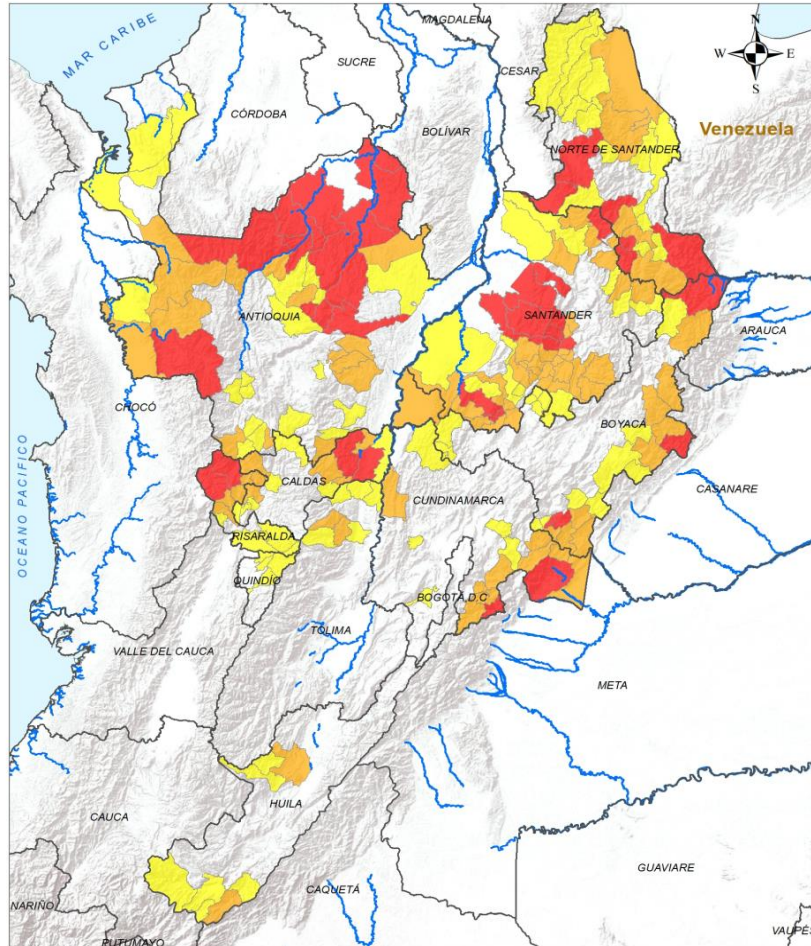 MAGDALENA
MAR CARIBE
N
W E
S
SUCRE
CESAR
CÓRDOBA
BOLÍVAR
Venezuela
NORTE DE SANTANDER
ANTIOQUIA
SANTANDER
ARAUCA
CHOCÓ
BOYACÁ
OCEANO PACIFICO
CALDAS
CUNDINAMARCA
CASANARE
RISARALDA
QUINDÍO
BOGOTÁ D.C
TOLIMA
VALLE DEL CAUCA
META
HUILA
CAUCA
GUAVIARE
CAQUETÁ
NARIÑO
PUTUMAYO
VAUPE